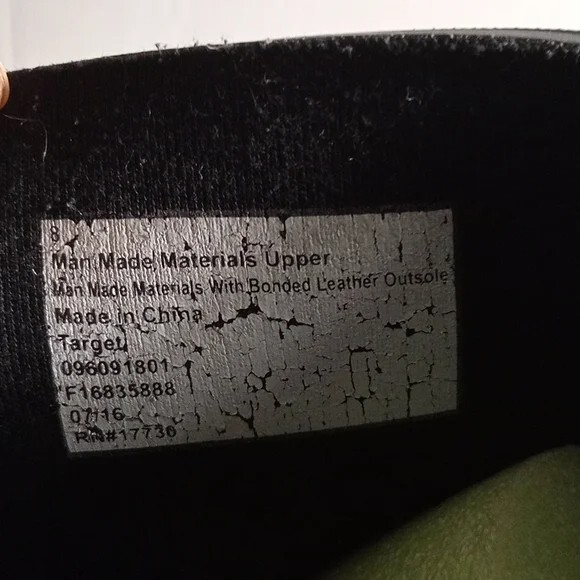 8
Man Made Materials Upper
Man Made Materials With Bonded Leather Outsole
Made in China
Target
096091801
F16835888
07/16
RN#17736